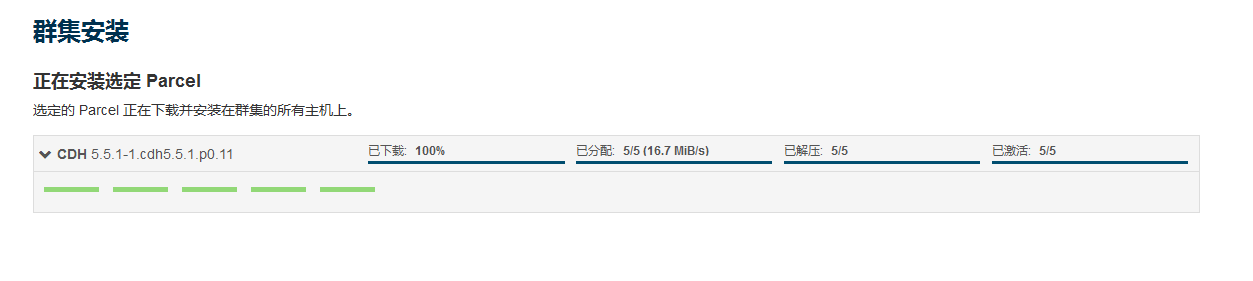 群集安装
正在安装选定 Parcel
选定的 Parcel 正在下载并安装在群集的所有主机上。
CDH 5.5.1-1.cdh5.5.1.p0.11 已下载: 100% 已分配: 5/5 (16.7 MiB/s) 已解压: 5/5 已激活: 5/5